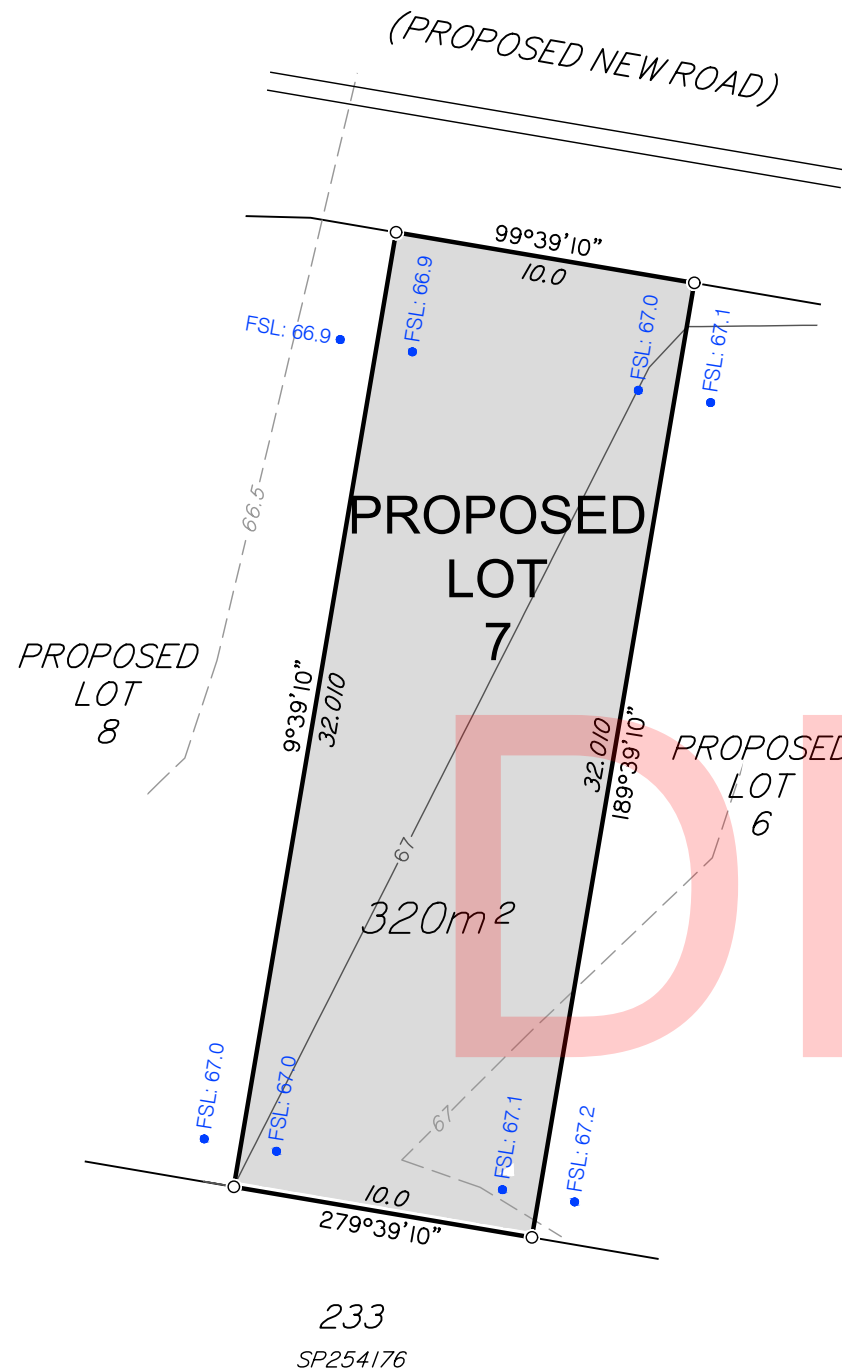 (PROPOSED NEW ROAD)
99°39'10"
10.0
FSL: 66.9
FSL: 66.9
FSL: 67.0
FSL: 67.1
66.5
PROPOSED
LOT
7
PROPOSED
LOT
8
9°39'10"
32.010
32.010
189°39'10"
PROPOSED
LOT
6
67
320m²
FSL: 67.0
FSL: 67.0
67
FSL: 67.1
FSL: 67.2
10.0
279°39'10"
233
SP254176